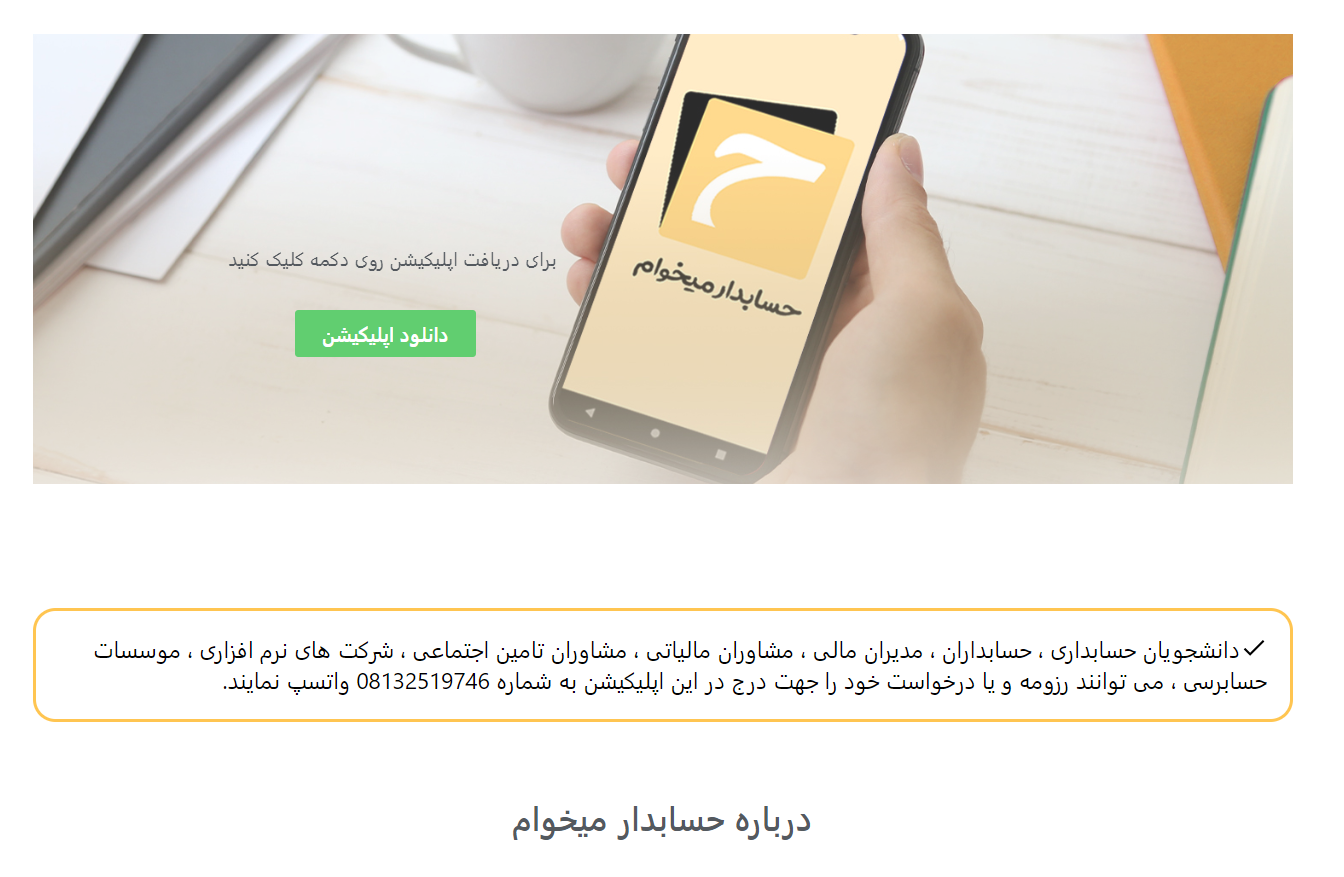 ح
حسابدارمیخوام
برای دریافت اپلیکیشن روی دکمه کلیک کنید
دانلود اپلیکیشن
✓ دانشجویان حسابداری ، حسابداران ، مدیران مالی ، مشاوران مالیاتی ، مشاوران تامین اجتماعی ، شرکت های نرم افزاری ، موسسات
حسابرسی ، می توانند رزومه و یا درخواست خود را جهت درج در این اپلیکیشن به شماره 08132519746 واتسپ نمایند.
درباره حسابدار میخوام